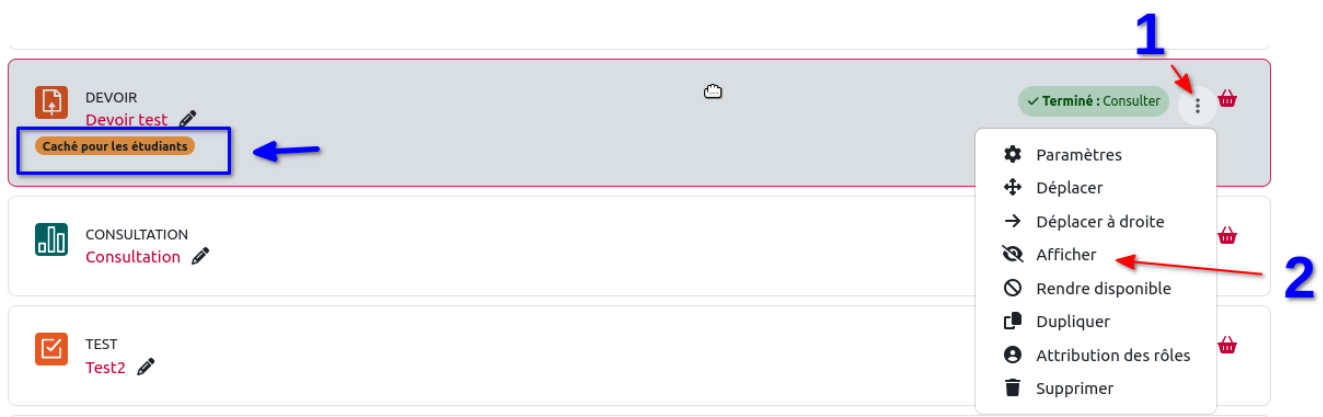 1
DEVOIR
Devoir test
✓ Terminé : Consulter
Caché pour les étudiants
Paramètres
Déplacer
Déplacer à droite
Afficher
Rendre disponible
Dupliquer
Attribution des rôles
Supprimer
2
CONSULTATION
Consultation
TEST
Test2